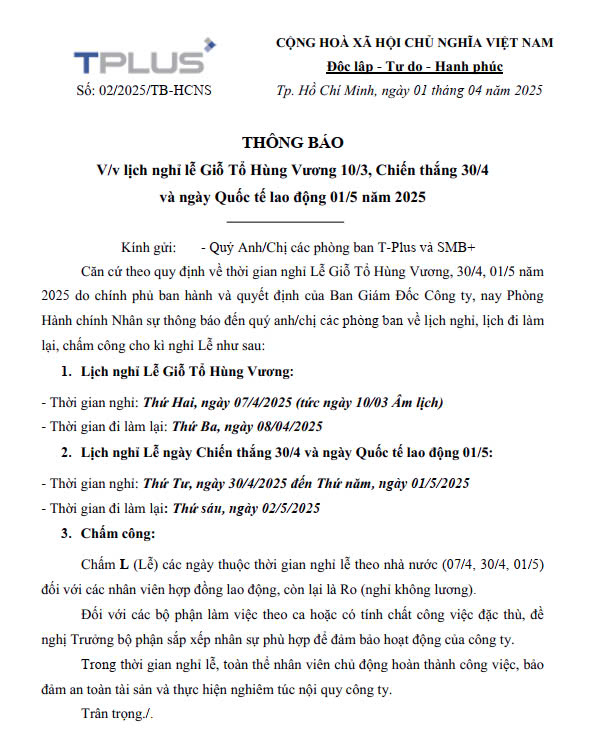 TPLUS
CỘNG HOÀ XÃ HỘI CHỦ NGHĨA VIỆT NAM
Độc lập - Tự do - Hạnh phúc
Số: 02/2025/TB-HCNS
Tp. Hồ Chí Minh, ngày 01 tháng 04 năm 2025
THÔNG BÁO
V/v lịch nghỉ lễ Giỗ Tổ Hùng Vương 10/3, Chiến thắng 30/4
và ngày Quốc tế lao động 01/5 năm 2025
Kính gửi: - Quý Anh/Chị các phòng ban T-Plus và SMB+
Căn cứ theo quy định về thời gian nghỉ Lễ Giỗ Tổ Hùng Vương, 30/4, 01/5 năm
2025 do chính phủ ban hành và quyết định của Ban Giám Đốc Công ty, nay Phòng
Hành chính Nhân sự thông báo đến quý anh/chị các phòng ban về lịch nghỉ, lịch đi làm
lại, chấm công cho kì nghỉ Lễ như sau:
1. Lịch nghỉ Lễ Giỗ Tổ Hùng Vương:
- Thời gian nghỉ: Thứ Hai, ngày 07/4/2025 (tức ngày 10/03 Âm lịch)
- Thời gian đi làm lại: Thứ Ba, ngày 08/04/2025
2. Lịch nghỉ Lễ ngày Chiến thắng 30/4 và ngày Quốc tế lao động 01/5:
- Thời gian nghỉ: Thứ Tư, ngày 30/4/2025 đến Thứ năm, ngày 01/5/2025
- Thời gian đi làm lại: Thứ sáu, ngày 02/5/2025
3. Chấm công:
Chấm L (Lễ) các ngày thuộc thời gian nghỉ lễ theo nhà nước (07/4, 30/4, 01/5)
đối với các nhân viên hợp đồng lao động, còn lại là Ro (nghỉ không lương).
Đối với các bộ phận làm việc theo ca hoặc có tính chất công việc đặc thù, đề
nghị Trưởng bộ phận sắp xếp nhân sự phù hợp để đảm bảo hoạt động của công ty.
Trong thời gian nghỉ lễ, toàn thể nhân viên chủ động hoàn thành công việc, bảo
đảm an toàn tài sản và thực hiện nghiêm túc nội quy công ty.
Trân trọng./.